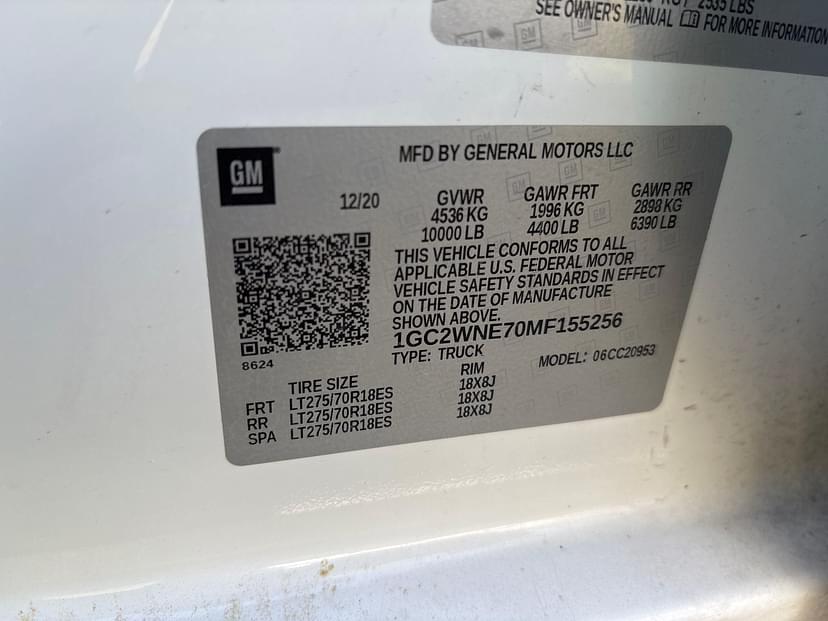 2535 LBS
SEE OWNER'S MANUAL FOR MORE INFORMATION
GM
MFD BY GENERAL MOTORS LLC
12/20
GVWR GAWR FRT GAWR RR
4536 KG 1996 KG 2898 KG
10000 LB 4400 LB 6390 LB
THIS VEHICLE CONFORMS TO ALL
APPLICABLE U.S. FEDERAL MOTOR
VEHICLE SAFETY STANDARDS IN EFFECT
ON THE DATE OF MANUFACTURE
SHOWN ABOVE.
1GC2WNE70MF155256
8624
TYPE: TRUCK MODEL: 06CC20953
TIRE SIZE RIM
FRT LT275/70R18ES 18X8J
RR LT275/70R18ES 18X8J
SPA LT275/70R18ES 18X8J